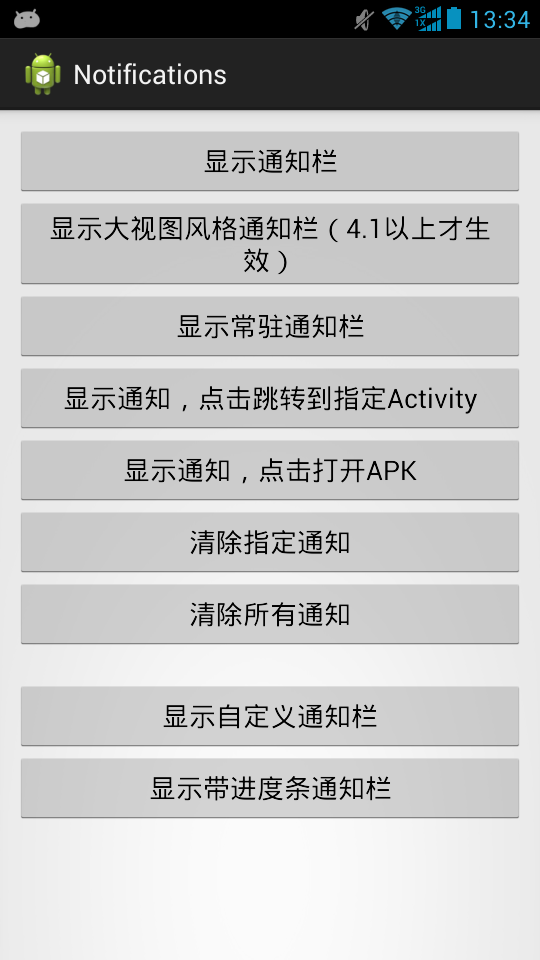 3G
1X
13:34
Notifications
显示通知栏
显示大视图风格通知栏（4.1以上才生
效）
显示常驻通知栏
显示通知，点击跳转到指定Activity
显示通知，点击打开APK
清除指定通知
清除所有通知
显示自定义通知栏
显示带进度条通知栏